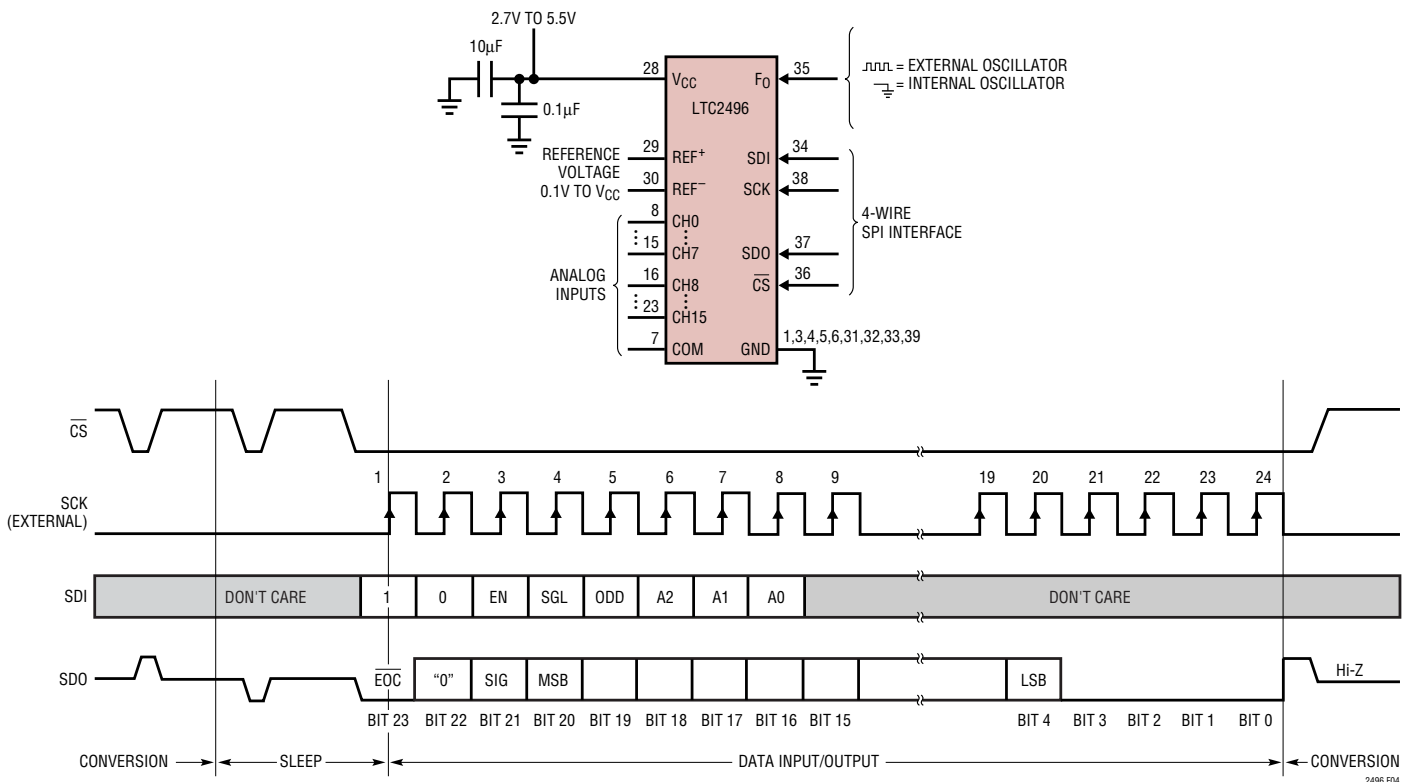 2.7V TO 5.5V
10μF
0.1μF
28
VCC
FO
35
LTC2496
= EXTERNAL OSCILLATOR
= INTERNAL OSCILLATOR
REFERENCE
VOLTAGE
0.1V TO VCC
29
REF+
30
REF−
SDI
34
SCK
38
8
CH0
15
CH7
16
CH8
23
CH15
7
COM
ANALOG
INPUTS
SDO
37
CS
36
4-WIRE
SPI INTERFACE
GND
1,3,4,5,6,31,32,33,39
CS
SCK
(EXTERNAL)
1 2 3 4 5 6 7 8 9 19 20 21 22 23 24
SDI
DON'T CARE 1 0 EN SGL ODD A2 A1 A0 DON'T CARE
SDO
EOC "0" SIG MSB LSB Hi-Z
BIT 23 BIT 22 BIT 21 BIT 20 BIT 19 BIT 18 BIT 17 BIT 16 BIT 15 BIT 4 BIT 3 BIT 2 BIT 1 BIT 0
CONVERSION SLEEP DATA INPUT/OUTPUT CONVERSION
2496 F04